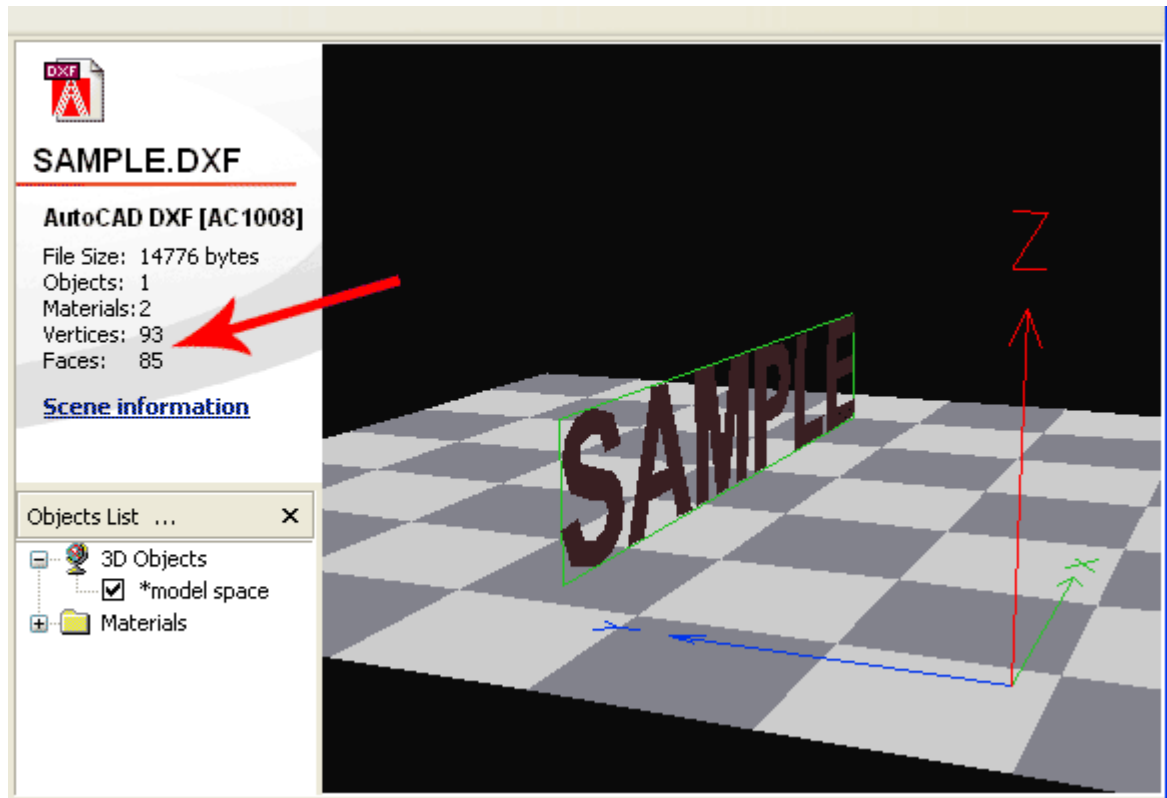 DXF
SAMPLE.DXF
AutoCAD DXF [AC1008]
File Size: 14776 bytes
Objects: 1
Materials: 2
Vertices: 93
Faces: 85
Scene information
Objects List ...
3D Objects
*model space
Materials
Z
SAMPLE
X
Y